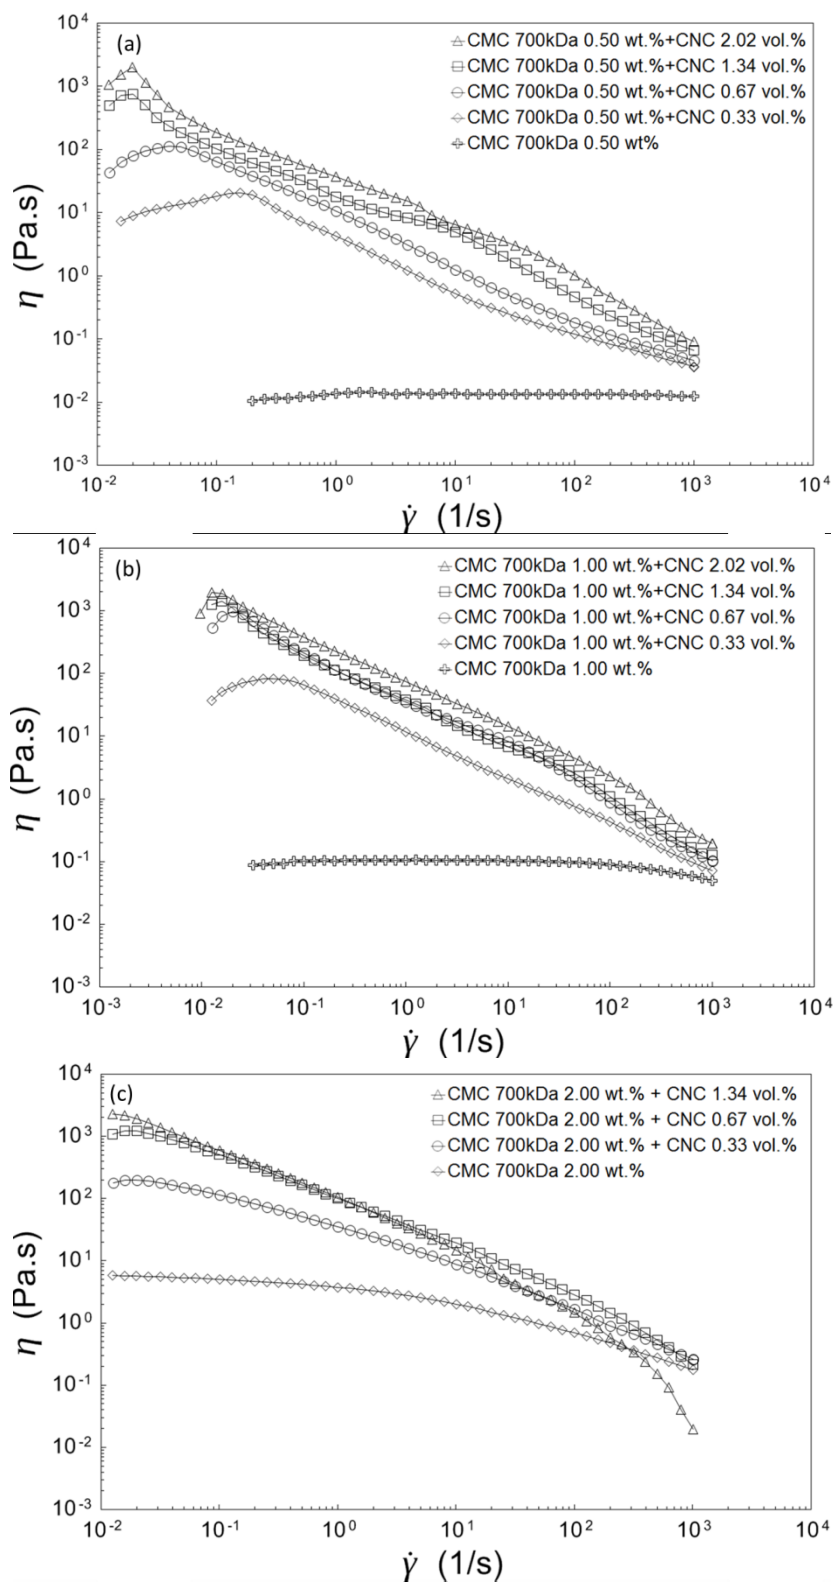 (a)
CMC 700kDa 0.50 wt.%+CNC 2.02 vol.%
CMC 700kDa 0.50 wt.%+CNC 1.34 vol.%
CMC 700kDa 0.50 wt.%+CNC 0.67 vol.%
CMC 700kDa 0.50 wt.%+CNC 0.33 vol.%
CMC 700kDa 0.50 wt%
10⁴
10³
10²
10¹
10⁰
10⁻¹
10⁻²
10⁻³
η (Pa.s)
10⁻² 10⁻¹ 10⁰ 10¹ 10² 10³ 10⁴
γ̇ (1/s)
(b)
CMC 700kDa 1.00 wt.%+CNC 2.02 vol.%
CMC 700kDa 1.00 wt.%+CNC 1.34 vol.%
CMC 700kDa 1.00 wt.%+CNC 0.67 vol.%
CMC 700kDa 1.00 wt.%+CNC 0.33 vol.%
CMC 700kDa 1.00 wt.%
10⁴
10³
10²
10¹
10⁰
10⁻¹
10⁻²
10⁻³
η (Pa.s)
10⁻³ 10⁻² 10⁻¹ 10⁰ 10¹ 10² 10³ 10⁴
γ̇ (1/s)
(c)
CMC 700kDa 2.00 wt.% + CNC 1.34 vol.%
CMC 700kDa 2.00 wt.% + CNC 0.67 vol.%
CMC 700kDa 2.00 wt.% + CNC 0.33 vol.%
CMC 700kDa 2.00 wt.%
10⁴
10³
10²
10¹
10⁰
10⁻¹
10⁻²
10⁻³
η (Pa.s)
10⁻² 10⁻¹ 10⁰ 10¹ 10² 10³ 10⁴
γ̇ (1/s)